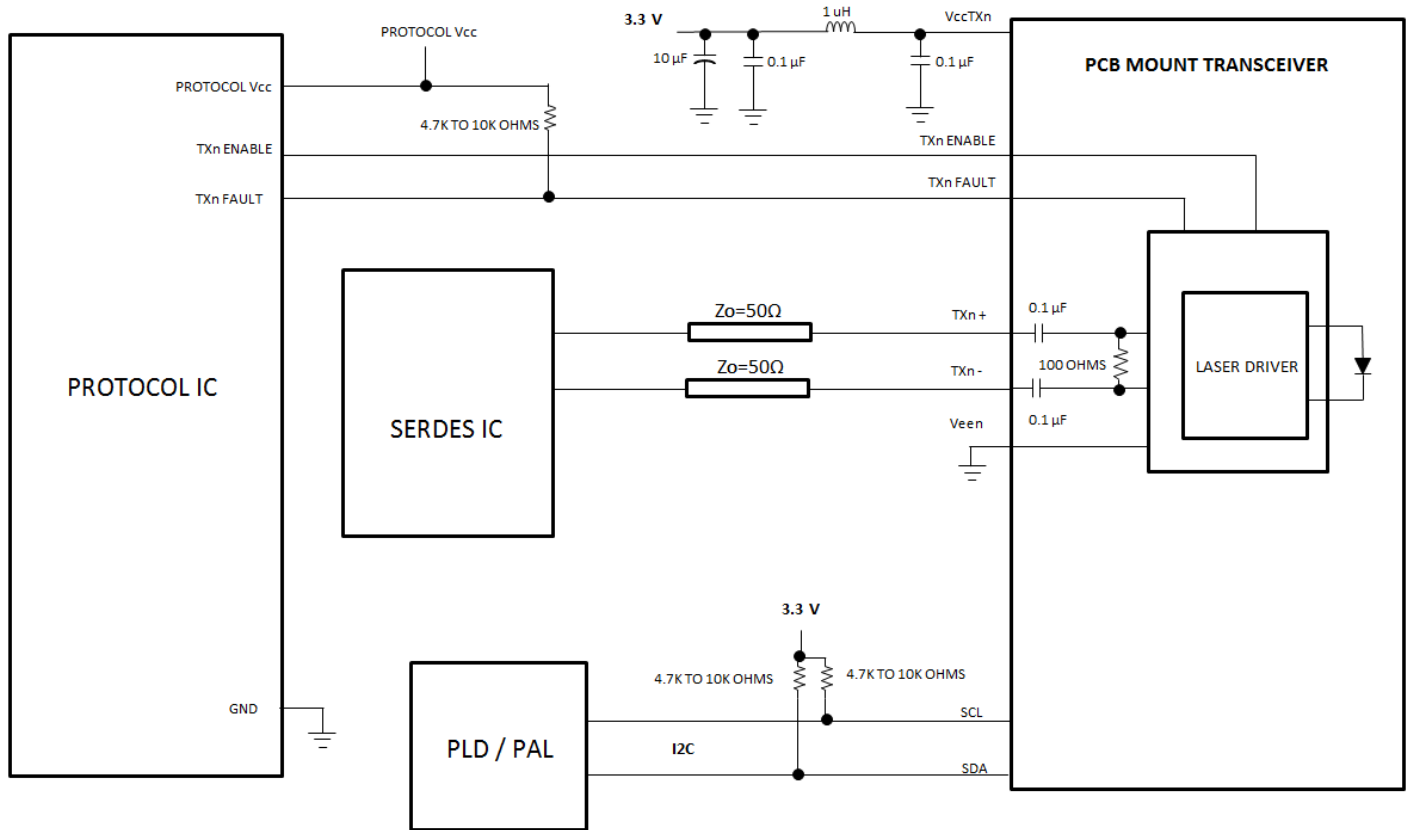 3.3 V
1 uH
VccTXn
PROTOCOL Vcc
10 µF
0.1 µF
0.1 µF
PCB MOUNT TRANSCEIVER
PROTOCOL Vcc
4.7K TO 10K OHMS
TXn ENABLE
TXn ENABLE
TXn FAULT
TXn FAULT
Zo=50Ω
TXn +
0.1 µF
Zo=50Ω
TXn -
100 OHMS
LASER DRIVER
PROTOCOL IC
SERDES IC
Veen
0.1 µF
3.3 V
4.7K TO 10K OHMS
4.7K TO 10K OHMS
GND
SCL
PLD / PAL
I2C
SDA